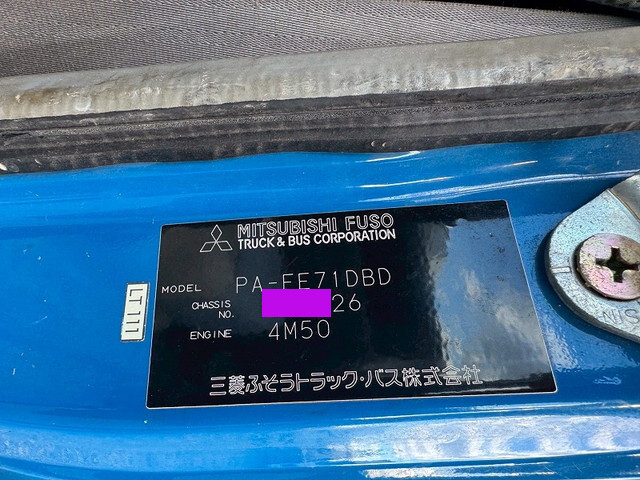 MITSUBISHI FUSO
TRUCK & BUS CORPORATION
MODEL PA-FE71DBD
CHASSIS NO. 26
ENGINE 4M50
三菱ふそうトラック・バス株式会社
LT111